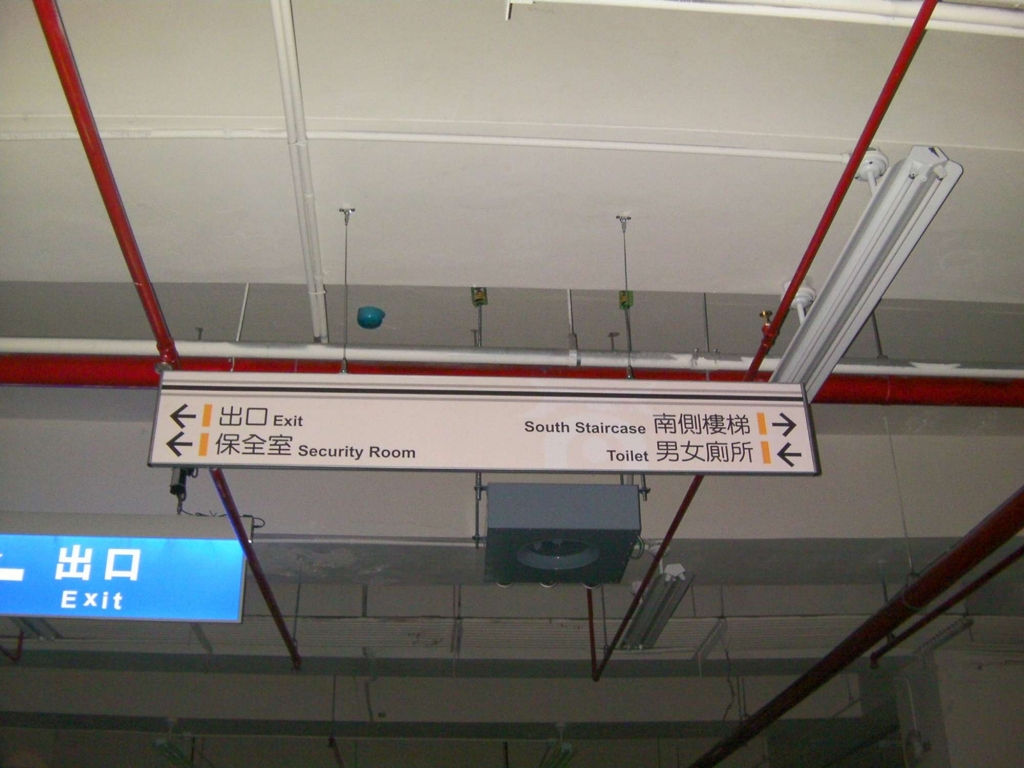 ← 出口 Exit
← 保全室 Security Room
South Staircase 南側樓梯 →
Toilet 男女廁所 ←
出口
Exit